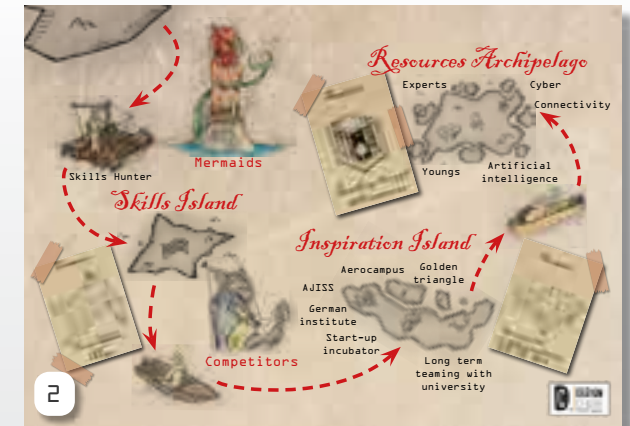 Resources Archipelago
Experts
Cyber
Connectivity
Mermaids
Skills Hunter
Youngs
Artificial
intelligence
Skills Island
Inspiration Island
Aerocampus
Golden
triangle
AJISS
German
institute
Start-up
incubator
Competitors
Long term
teaming with
university
2